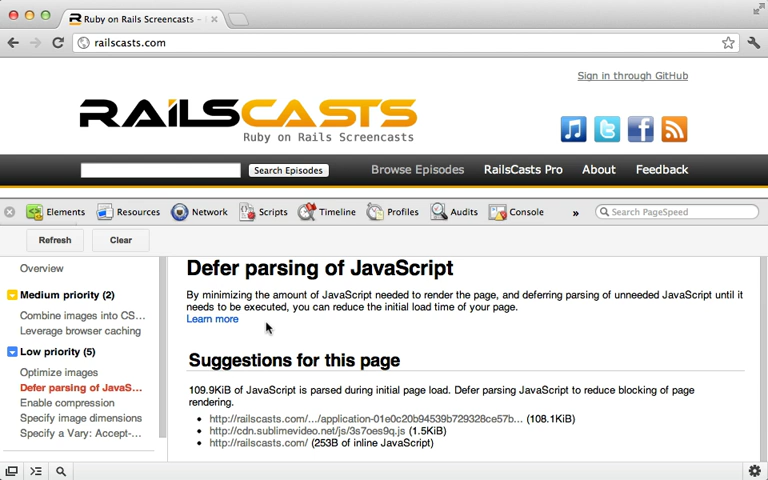 Ruby on Rails Screencasts –
railscasts.com
Sign in through GitHub
RAILSCASTS
Ruby on Rails Screencasts
Search Episodes
Browse Episodes
RailsCasts Pro
About
Feedback
Elements
Resources
Network
Scripts
Timeline
Profiles
Audits
Console
»
Search PageSpeed
Refresh
Clear
Overview
Medium priority (2)
Combine images into CS...
Leverage browser caching
Low priority (5)
Optimize images
Defer parsing of JavaS...
Enable compression
Specify image dimensions
Specify a Vary: Accept-...
Defer parsing of JavaScript
By minimizing the amount of JavaScript needed to render the page, and deferring parsing of unneeded JavaScript until it
needs to be executed, you can reduce the initial load time of your page.
Learn more
Suggestions for this page
109.9KiB of JavaScript is parsed during initial page load. Defer parsing JavaScript to reduce blocking of page
rendering.
http://railscasts.com/.../application-01e0c20b94539b729328ce57b... (108.1KiB)
http://cdn.sublimevideo.net/js/3s7oes9q.js (1.5KiB)
http://railscasts.com/ (253B of inline JavaScript)